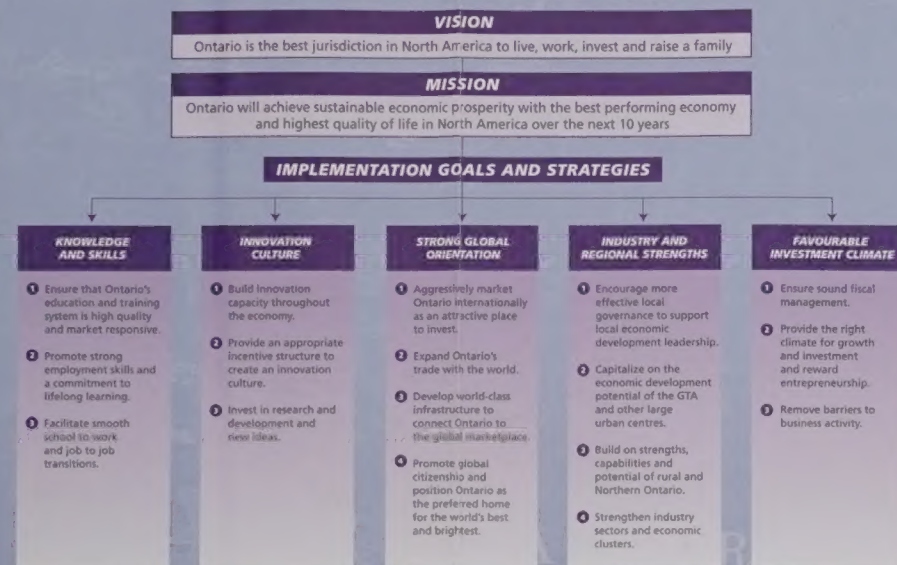 VISION
Ontario is the best jurisdiction in North America to live, work, invest and raise a family
MISSION
Ontario will achieve sustainable economic prosperity with the best performing economy
and highest quality of life in North America over the next 10 years
IMPLEMENTATION GOALS AND STRATEGIES
KNOWLEDGE
AND SKILLS
1 Ensure that Ontario's
education and training
system is high quality
and market responsive.
2 Promote strong
employment skills and
a commitment to
lifelong learning.
3 Facilitate smooth
school to work
and job to job
transitions.
INNOVATION
CULTURE
1 Build innovation
capacity throughout
the economy.
2 Provide an appropriate
incentive structure to
create an innovation
culture.
3 Invest in research and
development and
new ideas.
STRONG GLOBAL
ORIENTATION
1 Aggressively market
Ontario internationally
as an attractive place
to invest.
2 Expand Ontario's
trade with the world.
3 Develop world-class
infrastructure to
connect Ontario to
the global marketplace.
4 Promote global
citizenship and
position Ontario as
the preferred home
for the world's best
and brightest.
INDUSTRY AND
REGIONAL STRENGTHS
1 Encourage more
effective local
governance to support
local economic
development leadership.
2 Capitalize on the
economic development
potential of the GTA
and other large
urban centres.
3 Build on strengths,
capabilities and
potential of rural and
Northern Ontario.
4 Strengthen industry
sectors and economic
clusters.
FAVOURABLE
INVESTMENT CLIMATE
1 Ensure sound fiscal
management.
2 Provide the right
climate for growth
and investment
and reward
entrepreneurship.
3 Remove barriers to
business activity.